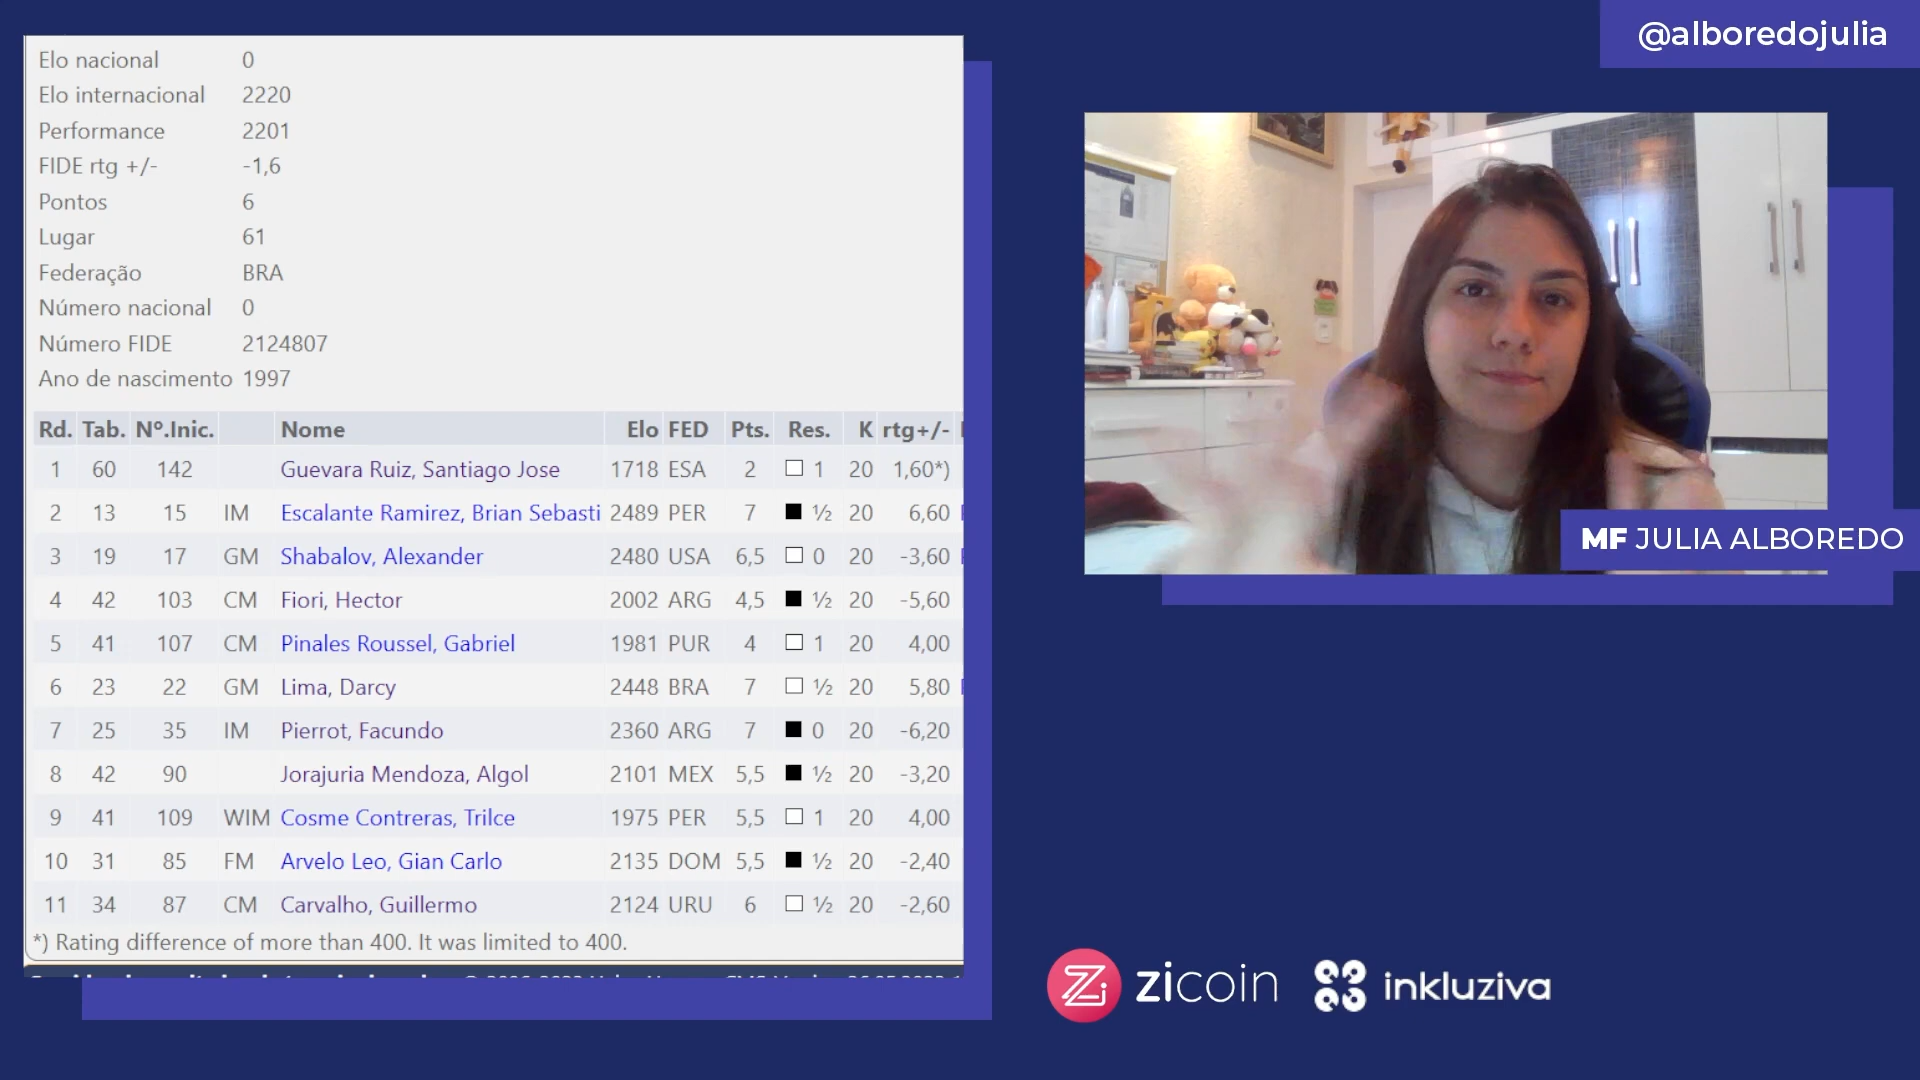 @alboredojulia
Elo nacional 0
Elo internacional 2220
Performance 2201
FIDE rtg +/- -1,6
Pontos 6
Lugar 61
Federação BRA
Número nacional 0
Número FIDE 2124807
Ano de nascimento 1997
Rd. Tab. Nº.Inic. Nome Elo FED Pts. Res. K rtg+/-
1 60 142 Guevara Ruiz, Santiago Jose 1718 ESA 2 □ 1 20 1,60*)
2 13 15 IM Escalante Ramirez, Brian Sebasti 2489 PER 7 ■ ½ 20 6,60
3 19 17 GM Shabalov, Alexander 2480 USA 6,5 □ 0 20 -3,60
4 42 103 CM Fiori, Hector 2002 ARG 4,5 ■ ½ 20 -5,60
5 41 107 CM Pinales Roussel, Gabriel 1981 PUR 4 □ 1 20 4,00
6 23 22 GM Lima, Darcy 2448 BRA 7 □ ½ 20 5,80
7 25 35 IM Pierrot, Facundo 2360 ARG 7 ■ 0 20 -6,20
8 42 90 Jorajuria Mendoza, Algol 2101 MEX 5,5 ■ ½ 20 -3,20
9 41 109 WIM Cosme Contreras, Trilce 1975 PER 5,5 □ 1 20 4,00
10 31 85 FM Arvelo Leo, Gian Carlo 2135 DOM 5,5 ■ ½ 20 -2,40
11 34 87 CM Carvalho, Guillermo 2124 URU 6 □ ½ 20 -2,60
*) Rating difference of more than 400. It was limited to 400.
MF JULIA ALBOREDO
zicoin
inkluziva